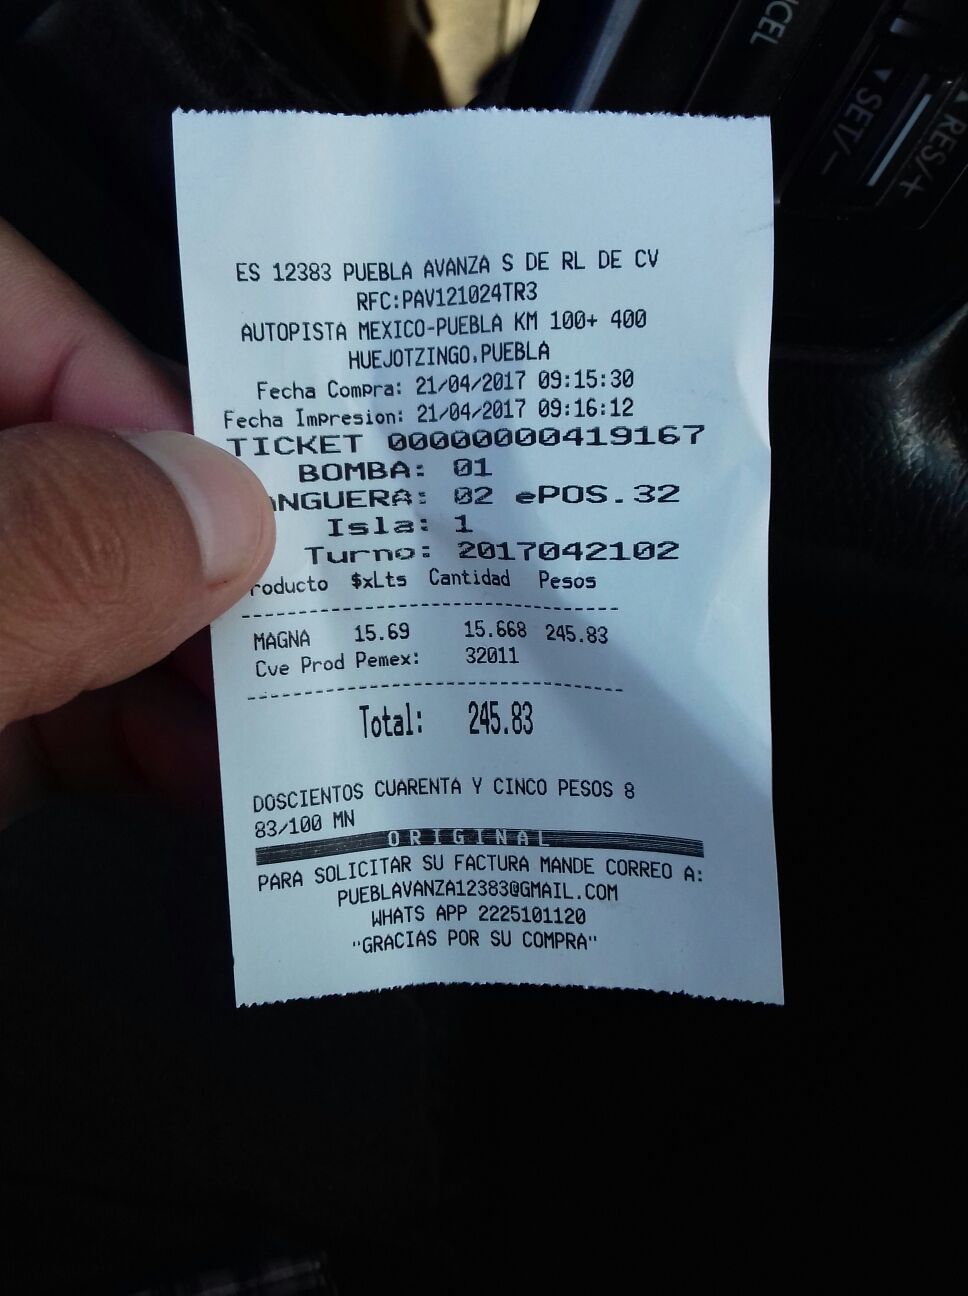 CEL
SET/-
RES/+
ES 12383 PUEBLA AVANZA S DE RL DE CV
RFC:PAV121024TR3
AUTOPISTA MEXICO-PUEBLA KM 100+ 400
HUEJOTZINGO.PUEBLA
Fecha Compra: 21/04/2017 09:15:30
Fecha Impresion: 21/04/2017 09:16:12
TICKET 00000000419167
BOMBA: 01
ANGUERA: 02 ePOS.32
Isla: 1
Turno: 2017042102
roducto $xLts Cantidad Pesos
MAGNA 15.69 15.668 245.83
Cve Prod Pemex: 32011
Total: 245.83
DOSCIENTOS CUARENTA Y CINCO PESOS 8
83/100 MN
ORIGINAL
PARA SOLICITAR SU FACTURA MANDE CORREO A:
PUEBLAVANZA12383@GMAIL.COM
WHATS APP 2225101120
"GRACIAS POR SU COMPRA"